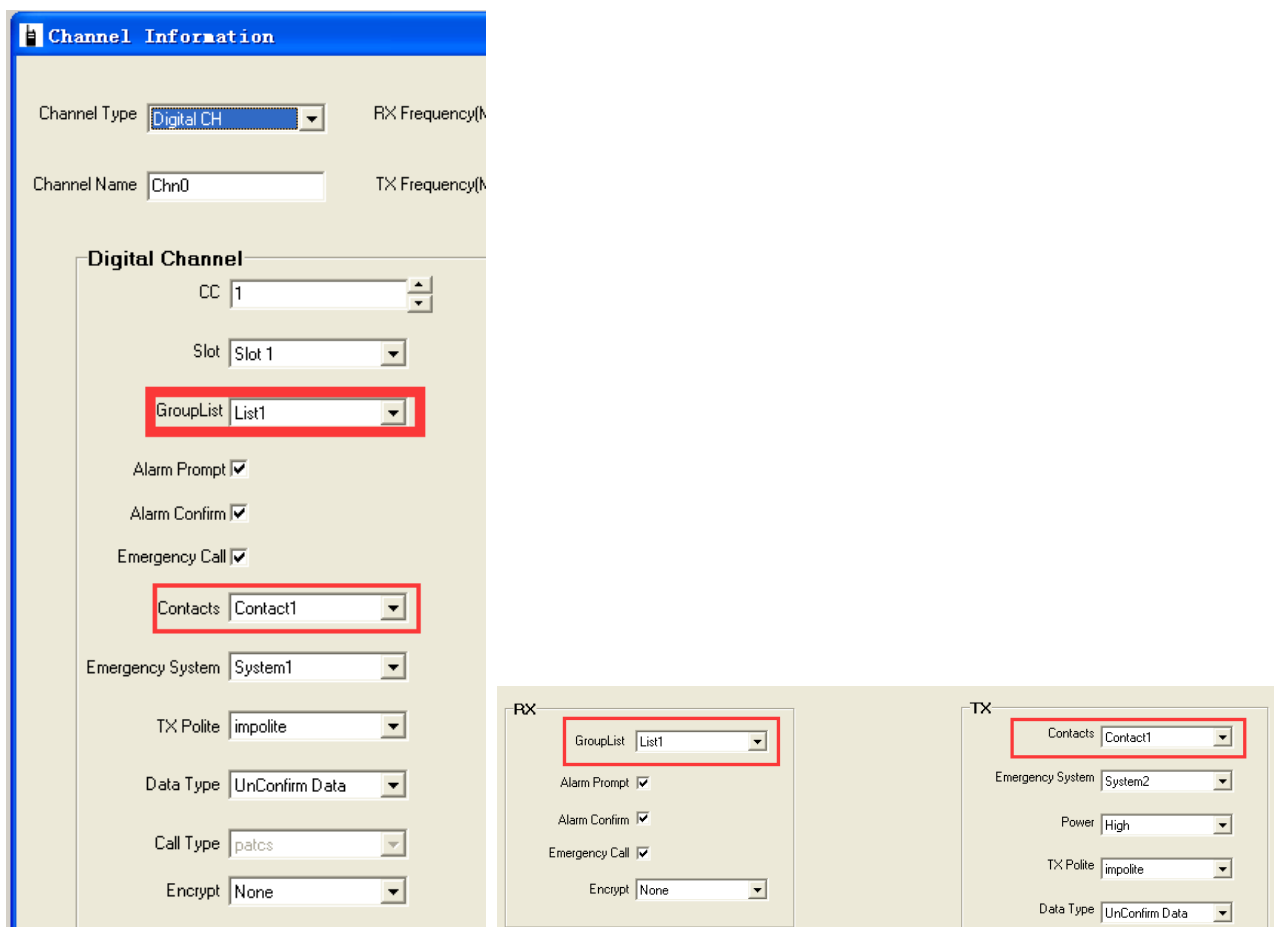 Channel Information
Channel Type Digital CH RX Frequency(M
Channel Name Chn0 TX Frequency(M
Digital Channel
CC 1
Slot Slot 1
GroupList List1
Alarm Prompt
Alarm Confirm
Emergency Call
Contacts Contact1
Emergency System System1
TX Polite impolite
Data Type UnConfirm Data
Call Type patcs
Encrypt None
RX
GroupList List1
Alarm Prompt
Alarm Confirm
Emergency Call
Encrypt None
TX
Contacts Contact1
Emergency System System2
Power High
TX Polite impolite
Data Type UnConfirm Data